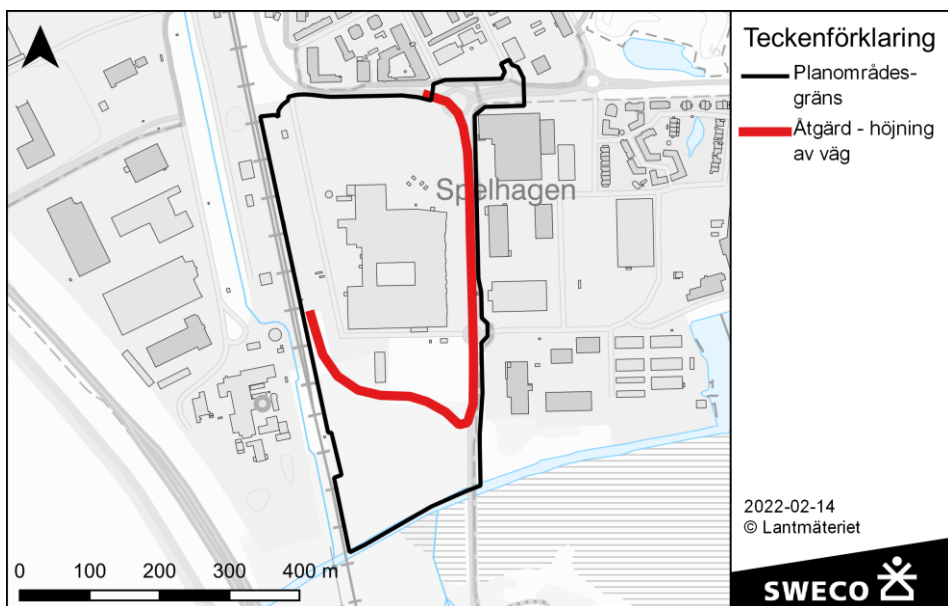 Spelhagen
0 100 200 300 400 m
Teckenförklaring
Planområdes-
gräns
Åtgärd - höjning
av väg
2022-02-14
© Lantmäteriet
SWECO